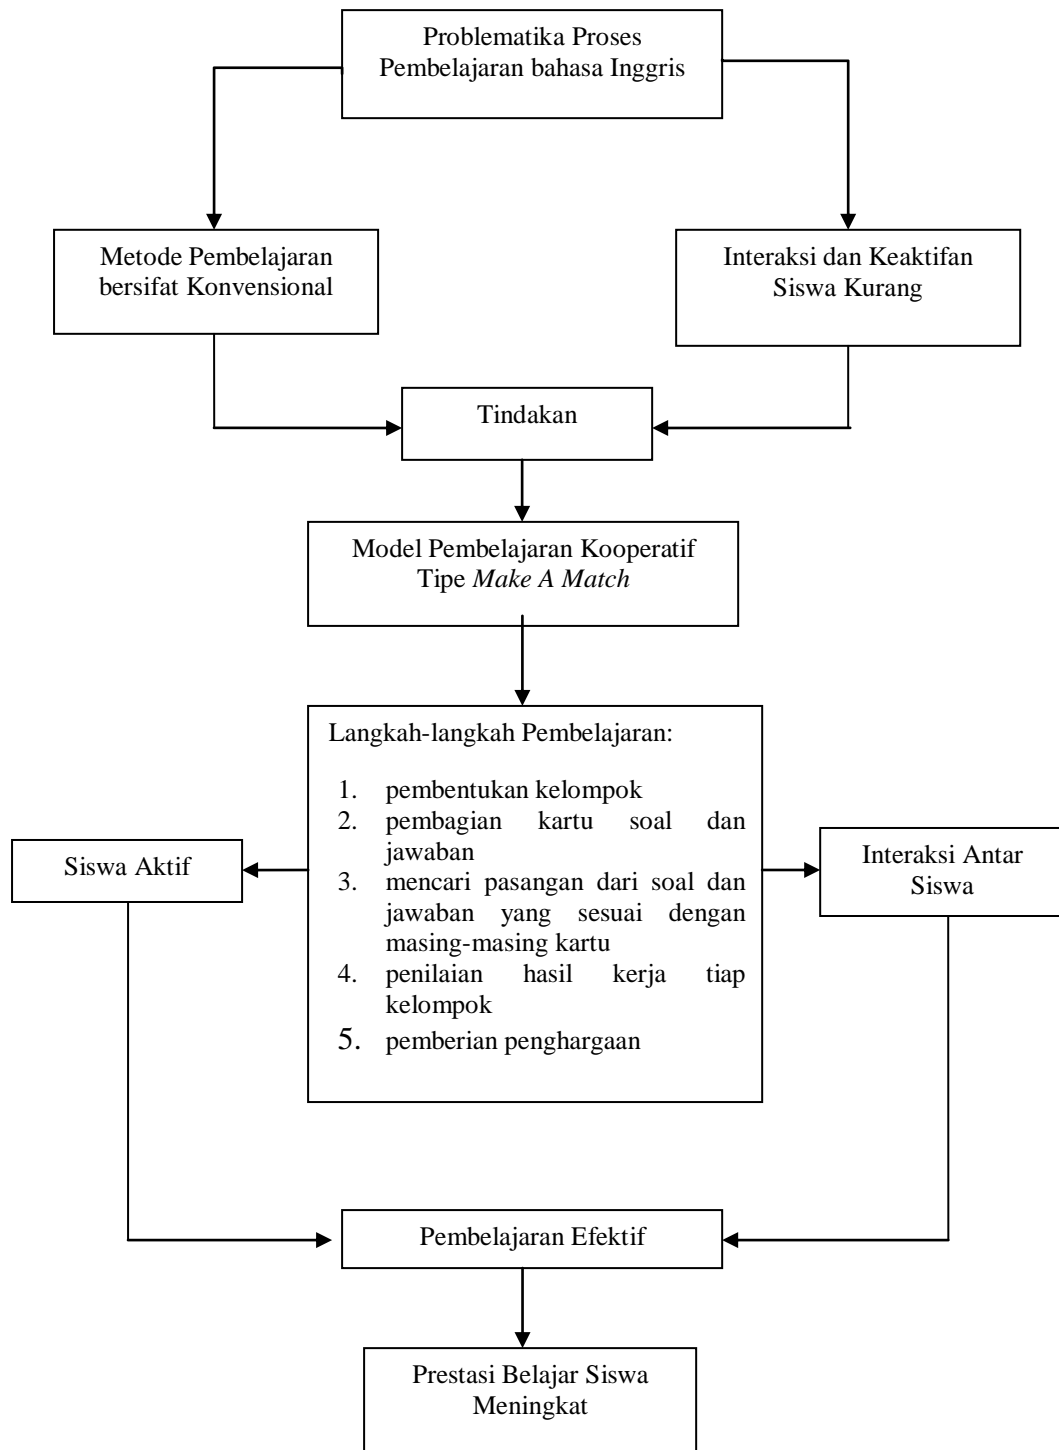 Problematika Proses
Pembelajaran bahasa Inggris
Metode Pembelajaran
bersifat Konvensional
Interaksi dan Keaktifan
Siswa Kurang
Tindakan
Model Pembelajaran Kooperatif
Tipe Make A Match
Langkah-langkah Pembelajaran:
1. pembentukan kelompok
2. pembagian kartu soal dan
jawaban
3. mencari pasangan dari soal dan
jawaban yang sesuai dengan
masing-masing kartu
4. penilaian hasil kerja tiap
kelompok
5. pemberian penghargaan
Siswa Aktif
Interaksi Antar
Siswa
Pembelajaran Efektif
Prestasi Belajar Siswa
Meningkat